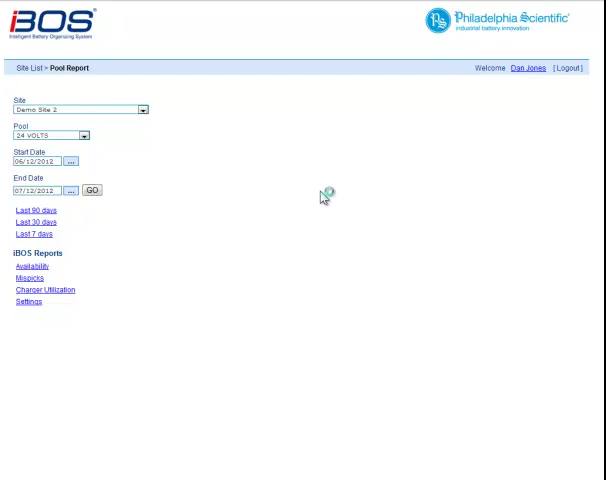 iBOS®
Intelligent Battery Organizing System
PS Philadelphia Scientific®
industrial battery innovation
Site List > Pool Report
Welcome Dan Jones [Logout]
Site
Demo Site 2
Pool
24 VOLTS
Start Date
06/12/2012 ...
End Date
07/12/2012 ... GO
Last 90 days
Last 30 days
Last 7 days
iBOS Reports
Availability
Mispicks
Charger Utilization
Settings